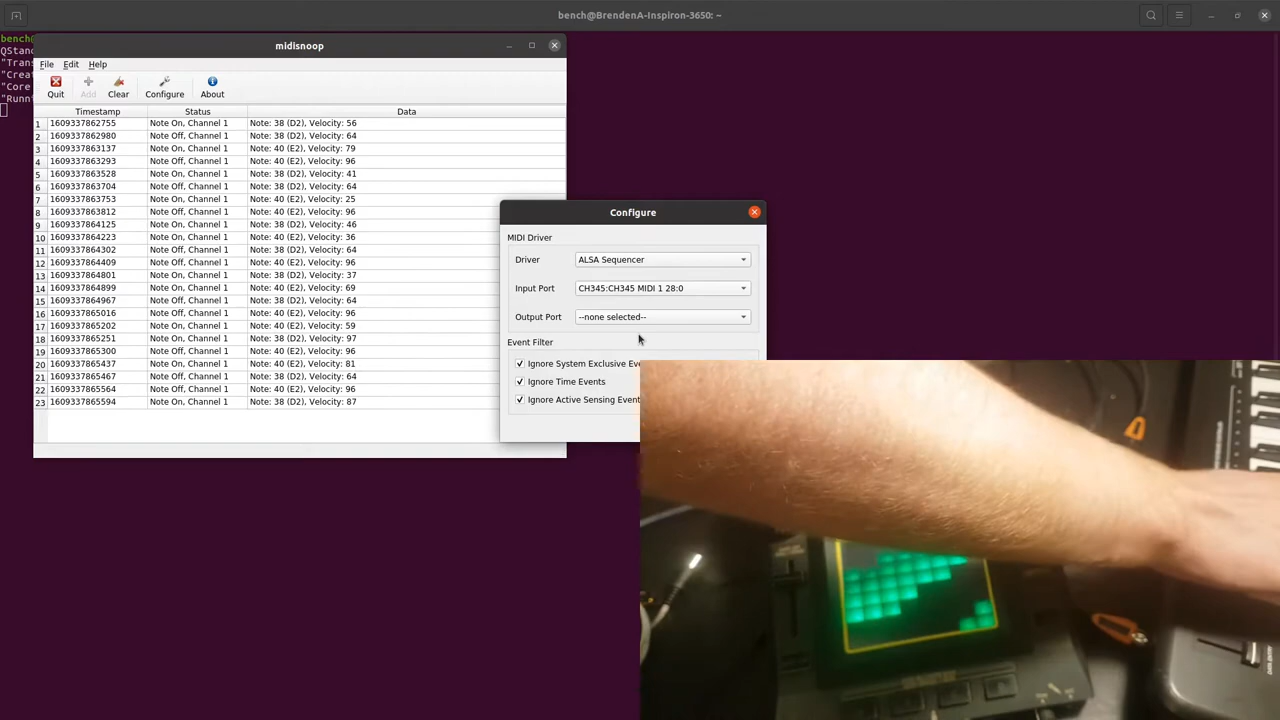 bench@BrendenA-Inspiron-3650: ~
bench@
QStanc
"Trans
"Creat
"Core
"Runn
midisnoop
File Edit Help
Quit Add Clear Configure About
Timestamp Status Data
1 1609337862755 Note On, Channel 1 Note: 38 (D2), Velocity: 56
2 1609337862980 Note Off, Channel 1 Note: 38 (D2), Velocity: 64
3 1609337863137 Note On, Channel 1 Note: 40 (E2), Velocity: 79
4 1609337863293 Note Off, Channel 1 Note: 40 (E2), Velocity: 96
5 1609337863528 Note On, Channel 1 Note: 38 (D2), Velocity: 41
6 1609337863704 Note Off, Channel 1 Note: 38 (D2), Velocity: 64
7 1609337863753 Note On, Channel 1 Note: 40 (E2), Velocity: 25
8 1609337863812 Note Off, Channel 1 Note: 40 (E2), Velocity: 96
9 1609337864125 Note On, Channel 1 Note: 38 (D2), Velocity: 46
10 1609337864223 Note On, Channel 1 Note: 40 (E2), Velocity: 36
11 1609337864302 Note Off, Channel 1 Note: 38 (D2), Velocity: 64
12 1609337864409 Note Off, Channel 1 Note: 40 (E2), Velocity: 96
13 1609337864801 Note On, Channel 1 Note: 38 (D2), Velocity: 37
14 1609337864899 Note On, Channel 1 Note: 40 (E2), Velocity: 69
15 1609337864967 Note Off, Channel 1 Note: 38 (D2), Velocity: 64
16 1609337865016 Note Off, Channel 1 Note: 40 (E2), Velocity: 96
17 1609337865202 Note On, Channel 1 Note: 40 (E2), Velocity: 59
18 1609337865251 Note On, Channel 1 Note: 38 (D2), Velocity: 97
19 1609337865300 Note Off, Channel 1 Note: 40 (E2), Velocity: 96
20 1609337865437 Note On, Channel 1 Note: 40 (E2), Velocity: 81
21 1609337865467 Note Off, Channel 1 Note: 38 (D2), Velocity: 64
22 1609337865564 Note Off, Channel 1 Note: 40 (E2), Velocity: 96
23 1609337865594 Note On, Channel 1 Note: 38 (D2), Velocity: 87
Configure
MIDI Driver
Driver ALSA Sequencer
Input Port CH345:CH345 MIDI 1 28:0
Output Port --none selected--
Event Filter
Ignore System Exclusive Eve
Ignore Time Events
Ignore Active Sensing Event